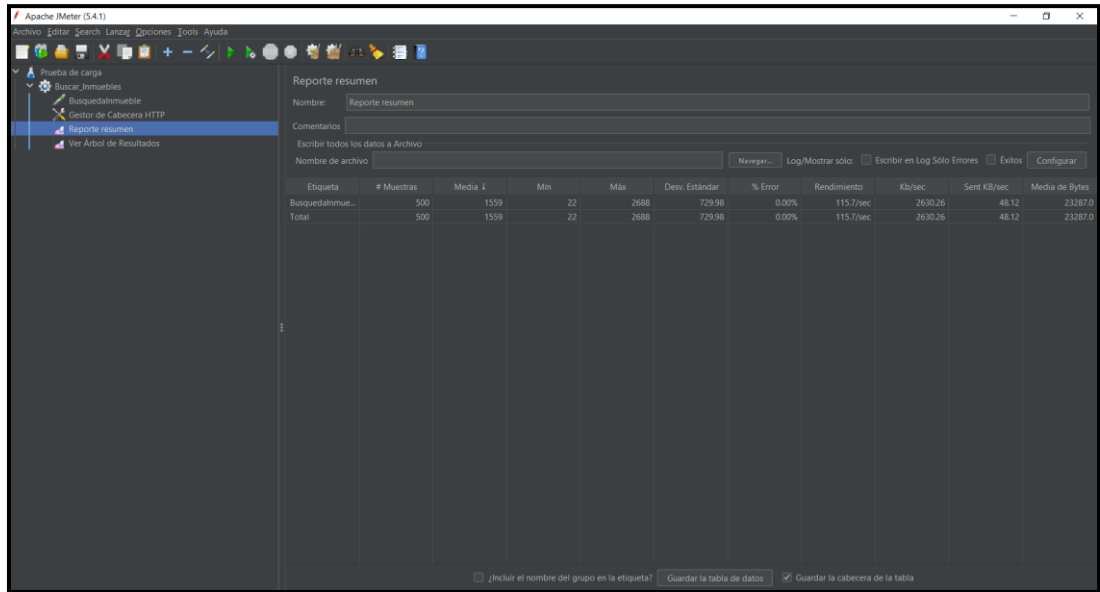 Apache JMeter (5.4.1)
Archivo Editar Search Lanzar Opciones Tools Ayuda
Prueba de carga
Buscar_Inmuebles
BusquedaInmueble
Gestor de Cabecera HTTP
Reporte resumen
Ver Árbol de Resultados
Reporte resumen
Nombre: Reporte resumen
Comentarios
Escribir todos los datos a Archivo
Nombre de archivo Navegar... Log/Mostrar sólo: Escribir en Log Sólo Errores Éxitos Configurar
Etiqueta # Muestras Media ↓ Mín Máx Desv. Estándar % Error Rendimiento Kb/sec Sent KB/sec Media de Bytes
BusquedaInmue... 500 1559 22 2688 729.98 0.00% 115.7/sec 2630.26 48.12 23287.0
Total 500 1559 22 2688 729.98 0.00% 115.7/sec 2630.26 48.12 23287.0
¿Incluir el nombre del grupo en la etiqueta? Guardar la tabla de datos Guardar la cabecera de la tabla